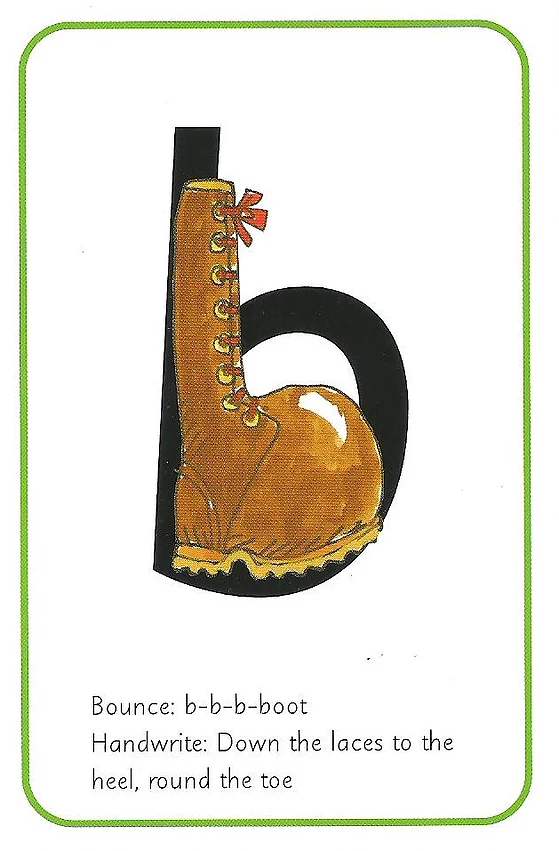 b
Bounce: b-b-b-boot
Handwrite: Down the laces to the
heel, round the toe